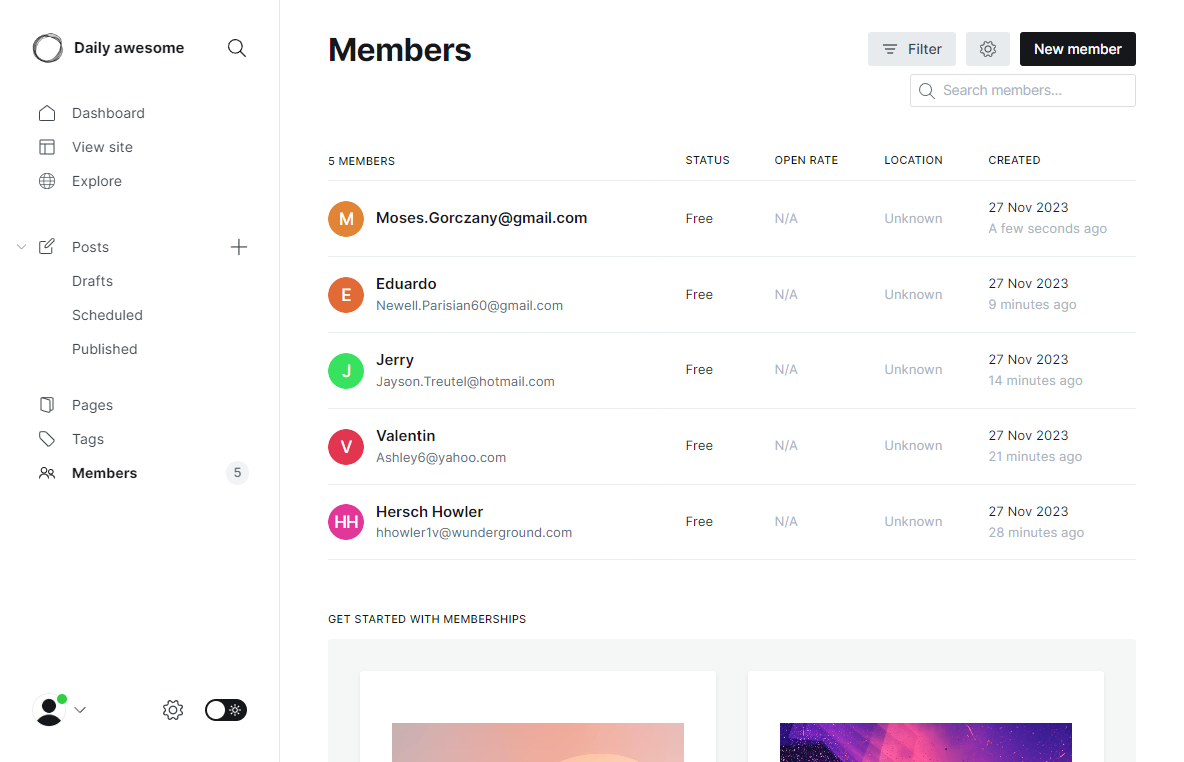 Daily awesome
Dashboard
View site
Explore
Posts
Drafts
Scheduled
Published
Pages
Tags
Members 5
Members
Filter
New member
Search members...
5 MEMBERS STATUS OPEN RATE LOCATION CREATED
M Moses.Gorczany@gmail.com Free N/A Unknown 27 Nov 2023
A few seconds ago
E Eduardo Free N/A Unknown 27 Nov 2023
Newell.Parisian60@gmail.com 9 minutes ago
J Jerry Free N/A Unknown 27 Nov 2023
Jayson.Treutel@hotmail.com 14 minutes ago
V Valentin Free N/A Unknown 27 Nov 2023
Ashley6@yahoo.com 21 minutes ago
HH Hersch Howler Free N/A Unknown 27 Nov 2023
hhowler1v@wunderground.com 28 minutes ago
GET STARTED WITH MEMBERSHIPS